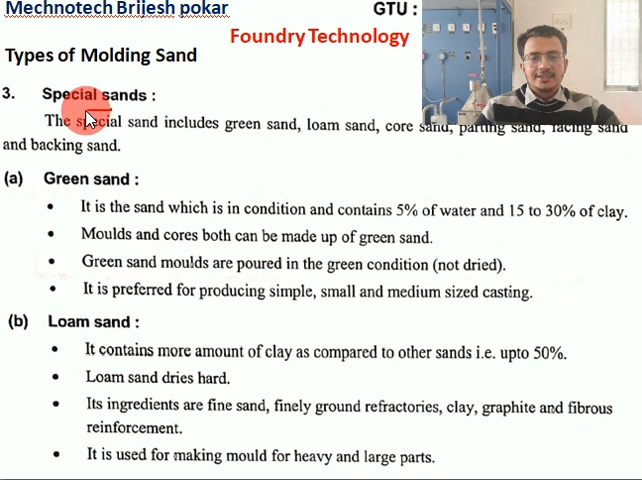 Mechnotech Brijesh pokar GTU :
Foundry Technology
Types of Molding Sand
3. Special sands :
The special sand includes green sand, loam sand, core sand, parting sand, facing sand
and backing sand.
(a) Green sand :
• It is the sand which is in condition and contains 5% of water and 15 to 30% of clay.
• Moulds and cores both can be made up of green sand.
• Green sand moulds are poured in the green condition (not dried).
• It is preferred for producing simple, small and medium sized casting.
(b) Loam sand :
• It contains more amount of clay as compared to other sands i.e. upto 50%.
• Loam sand dries hard.
• Its ingredients are fine sand, finely ground refractories, clay, graphite and fibrous
reinforcement.
• It is used for making mould for heavy and large parts.